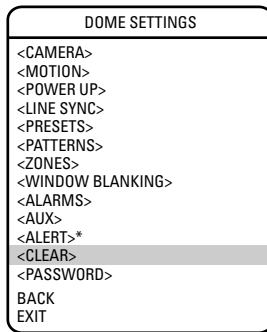 DOME SETTINGS
<CAMERA>
<MOTION>
<POWER UP>
<LINE SYNC>
<PRESETS>
<PATTERNS>
<ZONES>
<WINDOW BLANKING>
<ALARMS>
<AUX>
<ALERT>*
<CLEAR>
<PASSWORD>
BACK
EXIT